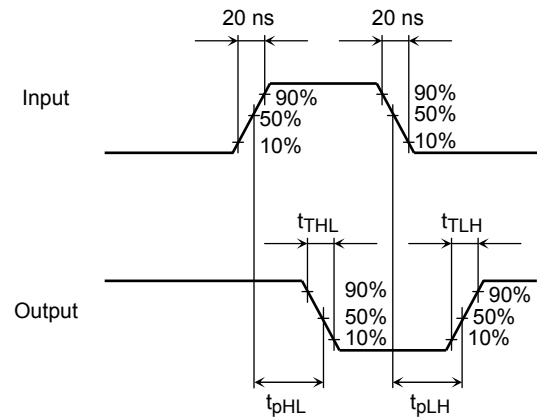 20 ns 20 ns
Input
90% 90%
50% 50%
10% 10%
tTHL tTLH
Output
90% 90%
50% 50%
10% 10%
tpHL tpLH